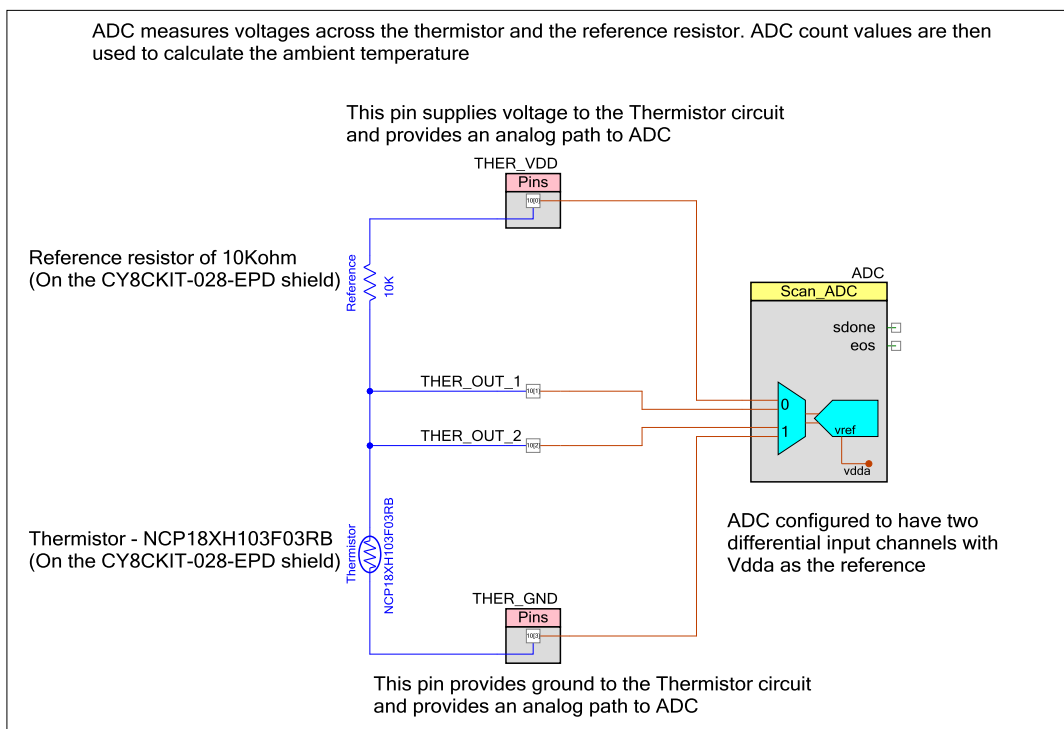 ADC measures voltages across the thermistor and the reference resistor. ADC count values are then
used to calculate the ambient temperature
This pin supplies voltage to the Thermistor circuit
and provides an analog path to ADC
THER_VDD
Pins
10[0]
Reference resistor of 10Kohm
(On the CY8CKIT-028-EPD shield)
Reference
10K
ADC
Scan_ADC
sdone
eos
THER_OUT_1
10[1]
0
THER_OUT_2
10[2]
1
vref
vdda
Thermistor - NCP18XH103F03RB
(On the CY8CKIT-028-EPD shield)
Thermistor
NCP18XH103F03RB
ADC configured to have two
differential input channels with
Vdda as the reference
THER_GND
Pins
10[3]
This pin provides ground to the Thermistor circuit
and provides an analog path to ADC